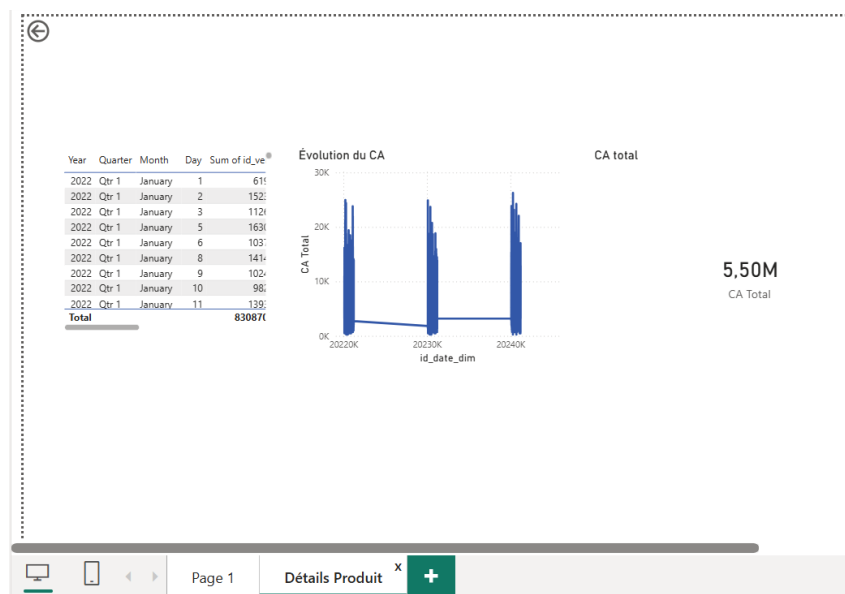 Year Quarter Month Day Sum of id_ve
2022 Qtr 1 January 1 619
2022 Qtr 1 January 2 152
2022 Qtr 1 January 3 112
2022 Qtr 1 January 5 163
2022 Qtr 1 January 6 103
2022 Qtr 1 January 8 141
2022 Qtr 1 January 9 102
2022 Qtr 1 January 10 98
2022 Qtr 1 January 11 139
Total 83087
Évolution du CA
30K
20K
10K
0K
CA Total
20220K 20230K 20240K
id_date_dim
CA total
5,50M
CA Total
Page 1
Détails Produit x
+